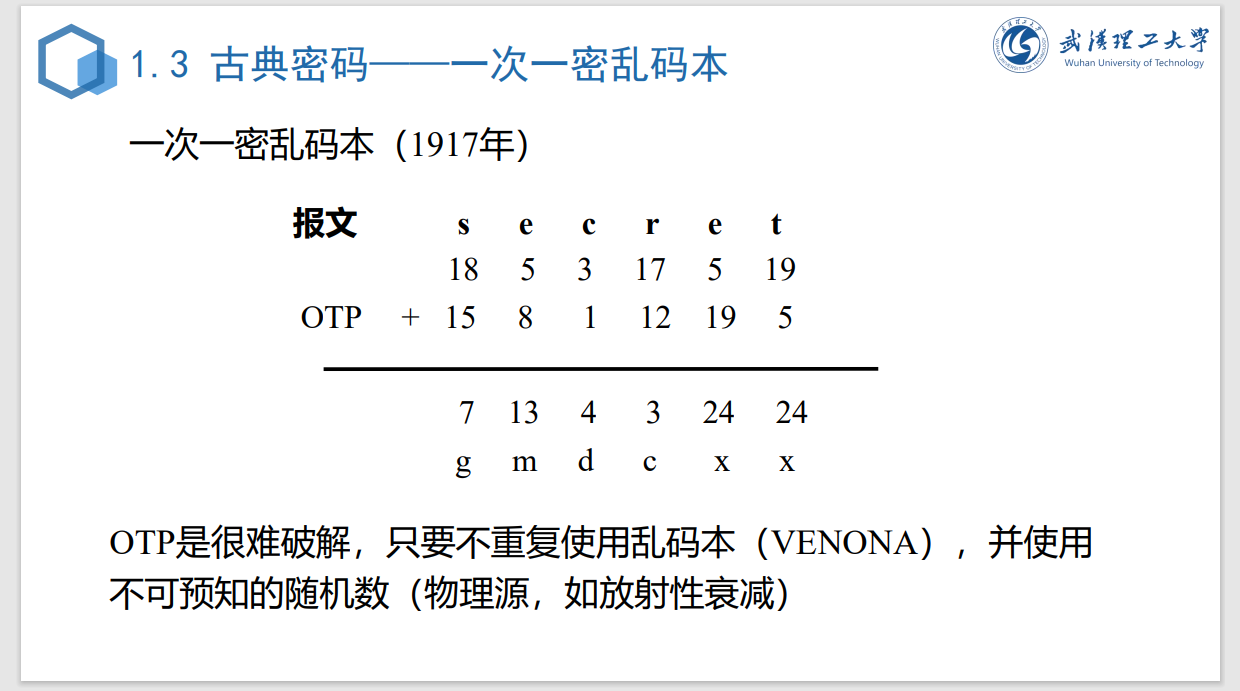 1.3 古典密码——一次一密乱码本
武汉理工大学
Wuhan University of Technology
一次一密乱码本（1917年）
报文 s e c r e t
18 5 3 17 5 19
OTP + 15 8 1 12 19 5
7 13 4 3 24 24
g m d c x x
OTP是很难破解，只要不重复使用乱码本（VENONA），并使用
不可预知的随机数（物理源，如放射性衰减）